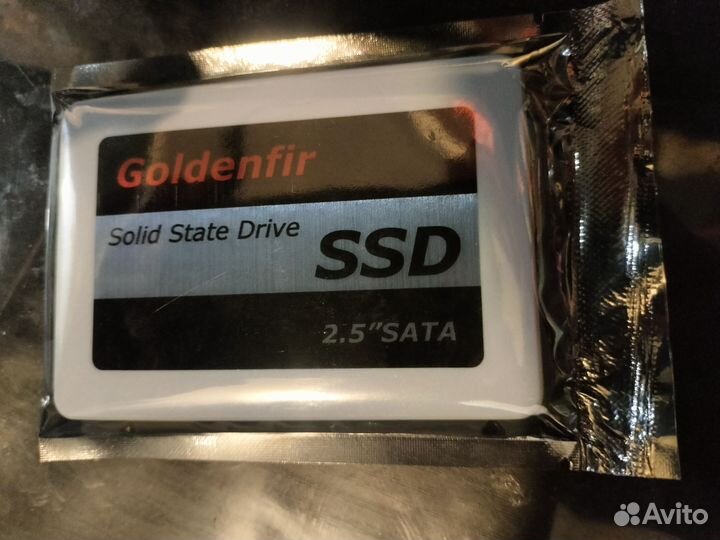 Goldenfir
Solid State Drive
SSD
2.5"SATA
Avito